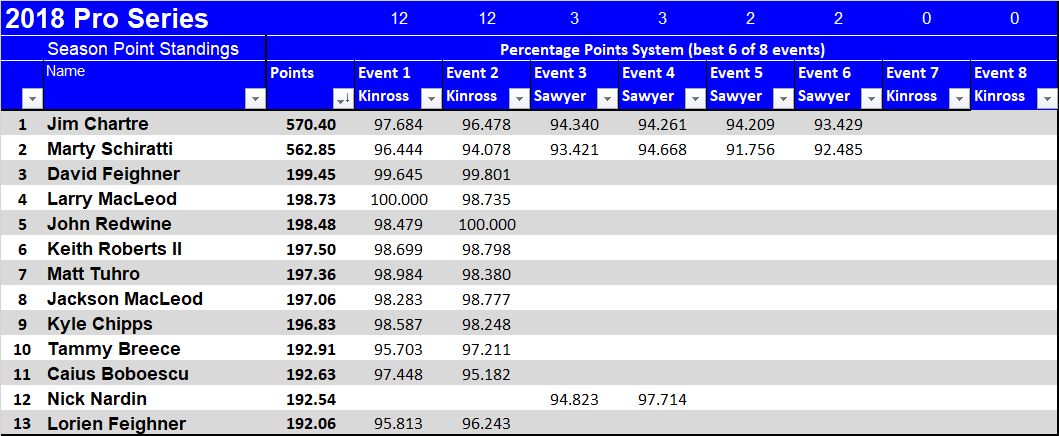 2018 Pro Series 12 12 3 3 2 2 0 0
Season Point Standings Percentage Points System (best 6 of 8 events)
Name Points Event 1 Event 2 Event 3 Event 4 Event 5 Event 6 Event 7 Event 8
Kinross Kinross Sawyer Sawyer Sawyer Sawyer Kinross Kinross
1 Jim Chartre 570.40 97.684 96.478 94.340 94.261 94.209 93.429
2 Marty Schiratti 562.85 96.444 94.078 93.421 94.668 91.756 92.485
3 David Feighner 199.45 99.645 99.801
4 Larry MacLeod 198.73 100.000 98.735
5 John Redwine 198.48 98.479 100.000
6 Keith Roberts II 197.50 98.699 98.798
7 Matt Tuhro 197.36 98.984 98.380
8 Jackson MacLeod 197.06 98.283 98.777
9 Kyle Chipps 196.83 98.587 98.248
10 Tammy Breece 192.91 95.703 97.211
11 Caius Boboescu 192.63 97.448 95.182
12 Nick Nardin 192.54 94.823 97.714
13 Lorien Feighner 192.06 95.813 96.243